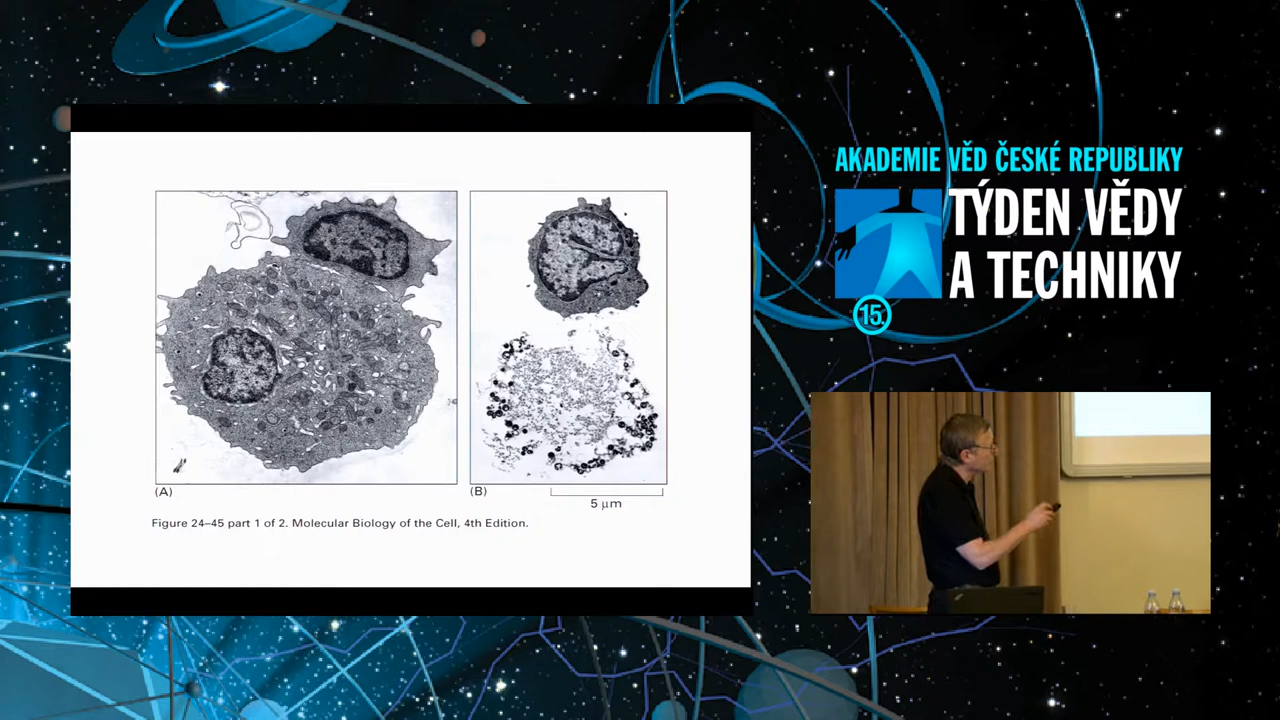 AKADEMIE VĚD ČESKÉ REPUBLIKY
TÝDEN VĚDY
A TECHNIKY
15.
(A)
(B)
5 μm
Figure 24–45 part 1 of 2. Molecular Biology of the Cell, 4th Edition.